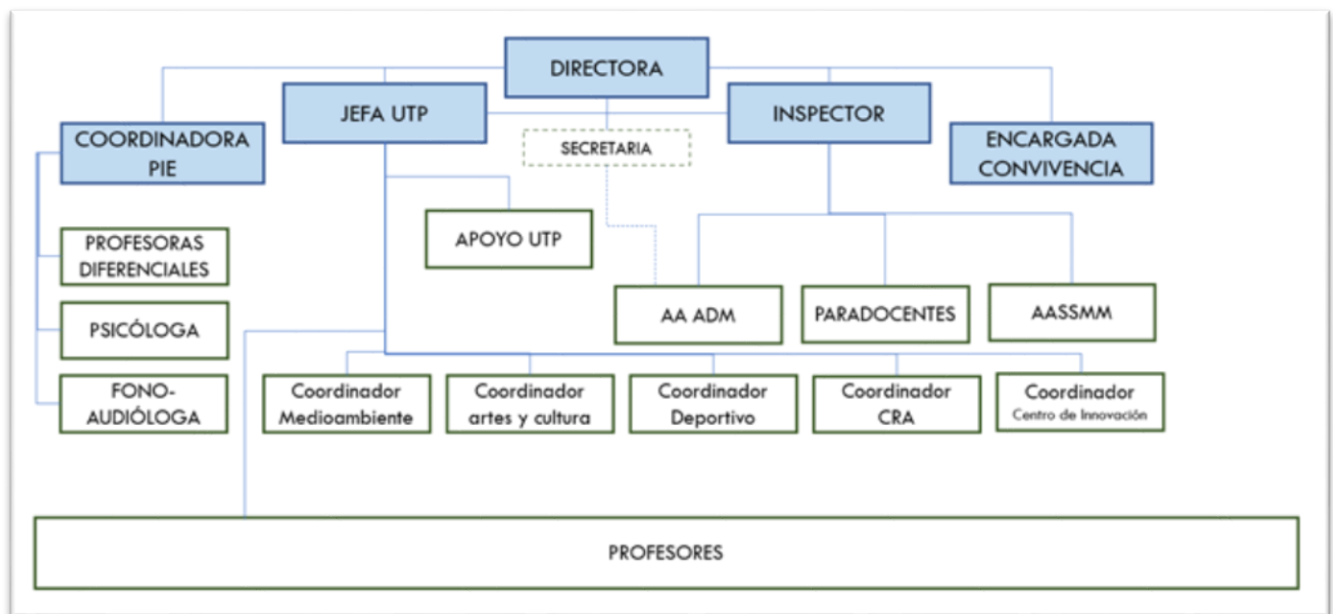 DIRECTORA
JEFA UTP
INSPECTOR
COORDINADORA
PIE
SECRETARIA
ENCARGADA
CONVIVENCIA
APOYO UTP
PROFESORAS
DIFERENCIALES
PSICÓLOGA
FONO-
AUDIÓLOGA
AA ADM
PARADOCENTES
AASSMM
Coordinador
Medioambiente
Coordinador
artes y cultura
Coordinador
Deportivo
Coordinador
CRA
Coordinador
Centro de Innovación
PROFESORES